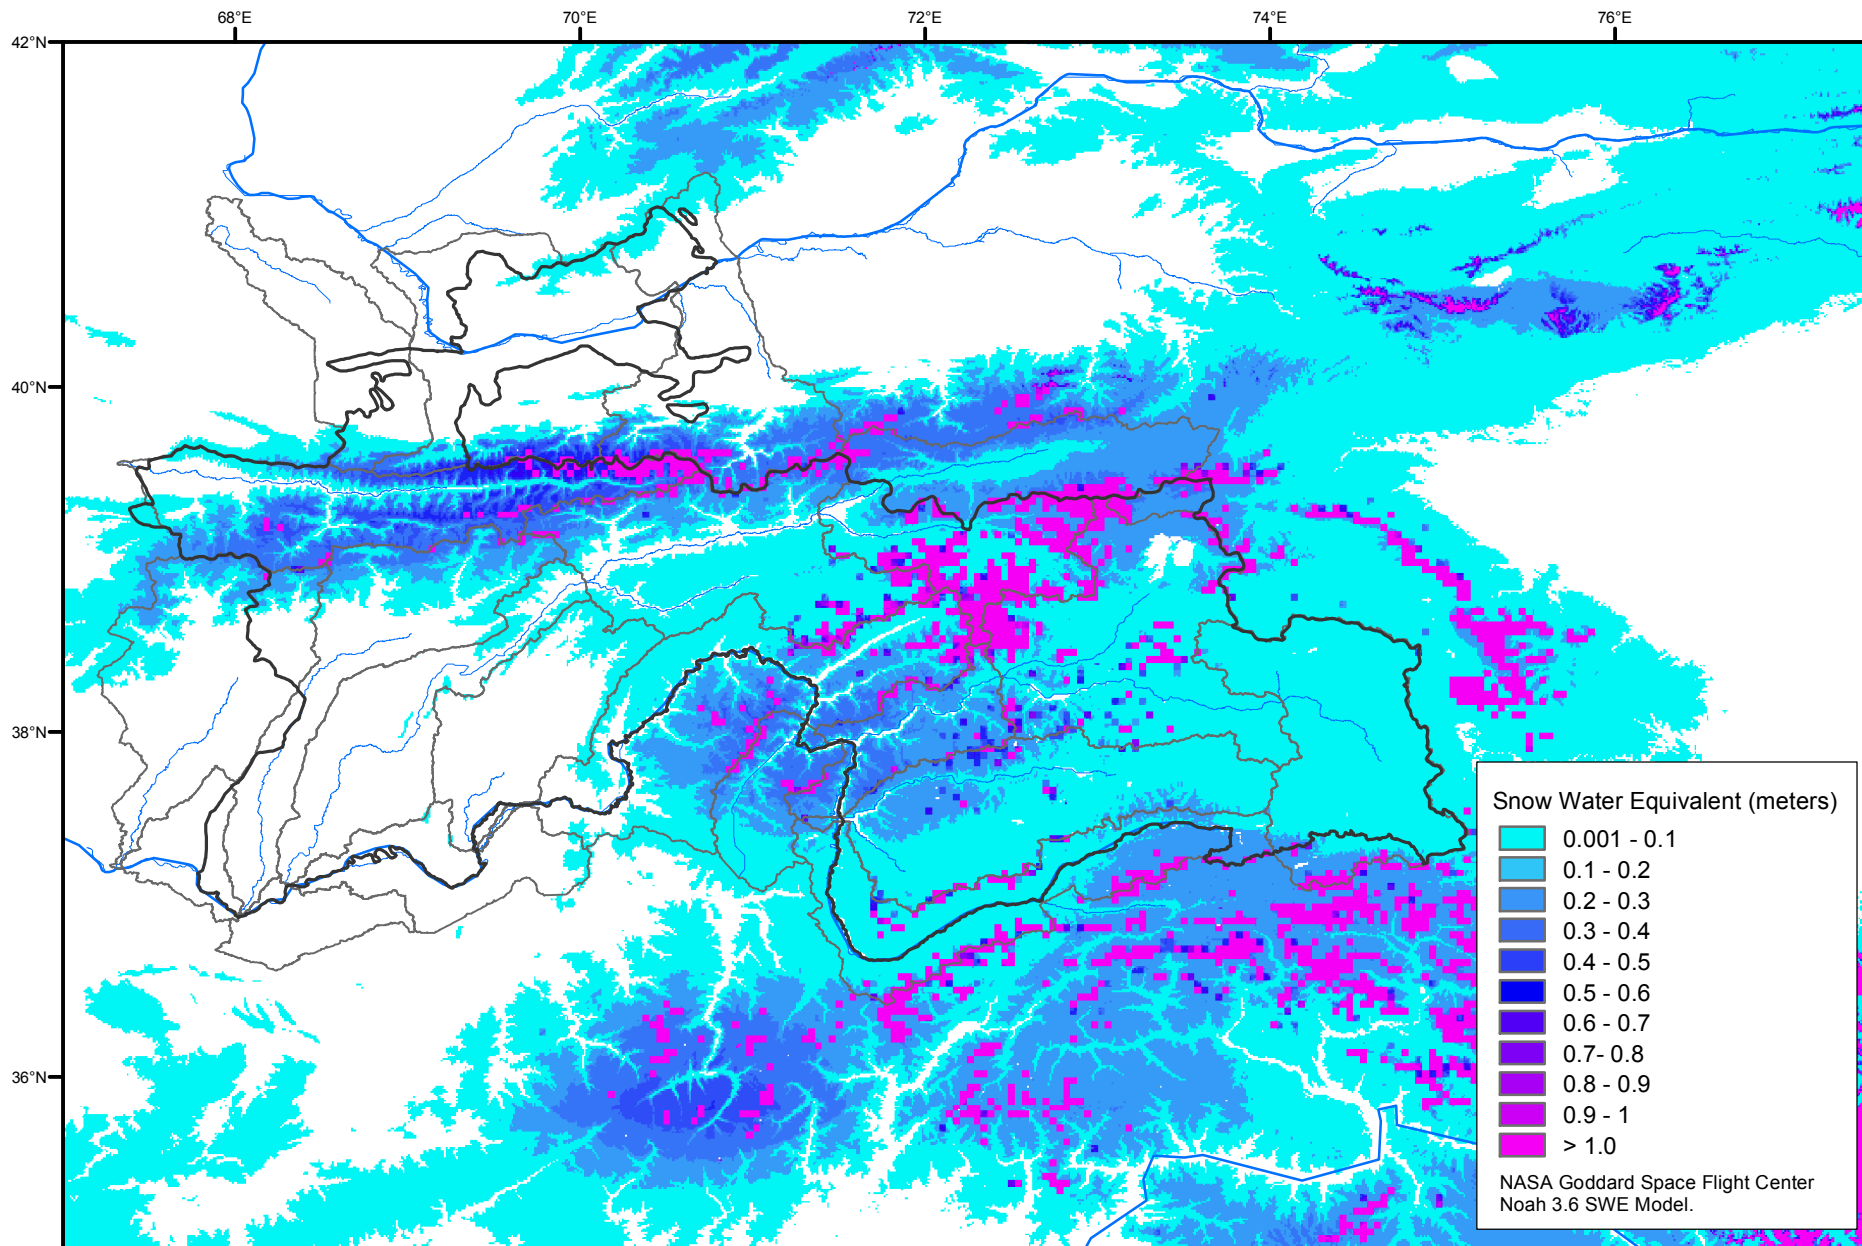 68°E 70°E 72°E 74°E 76°E
42°N
40°N
38°N
36°N
Snow Water Equivalent (meters)
0.001 - 0.1
0.1 - 0.2
0.2 - 0.3
0.3 - 0.4
0.4 - 0.5
0.5 - 0.6
0.6 - 0.7
0.7- 0.8
0.8 - 0.9
0.9 - 1
> 1.0
NASA Goddard Space Flight Center
Noah 3.6 SWE Model.